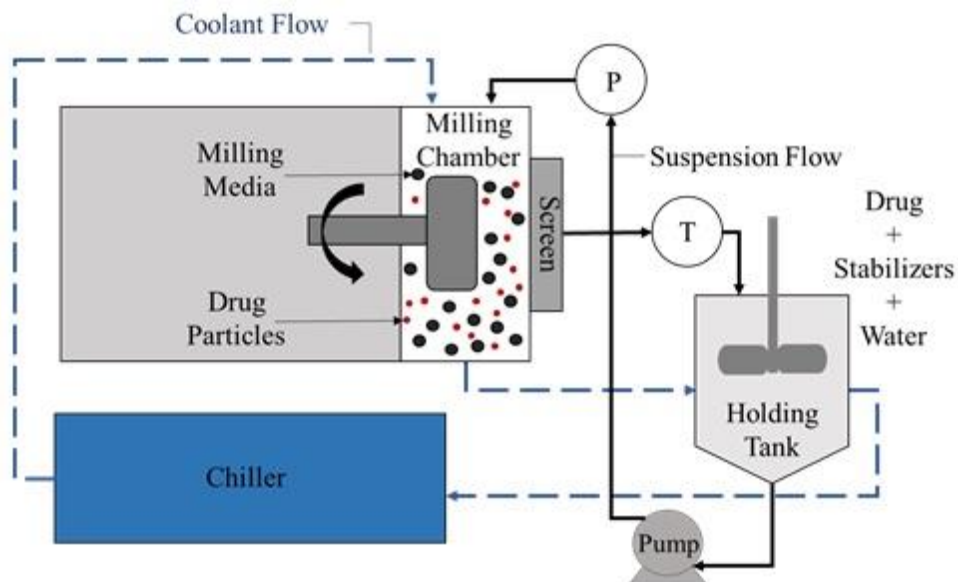 Coolant Flow
Milling
Chamber
P
Milling
Media
Suspension Flow
Screen
T
Drug
+
Stabilizers
+
Water
Drug
Particles
Holding
Tank
Chiller
Pump